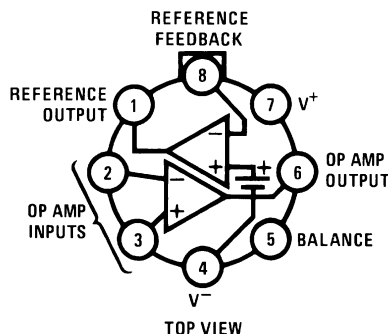 REFERENCE
FEEDBACK
8
REFERENCE
OUTPUT
1
7
V+
−
+
+
2
−
6
OP AMP
OUTPUT
OP AMP
INPUTS
+
3
5
BALANCE
4
V−
TOP VIEW